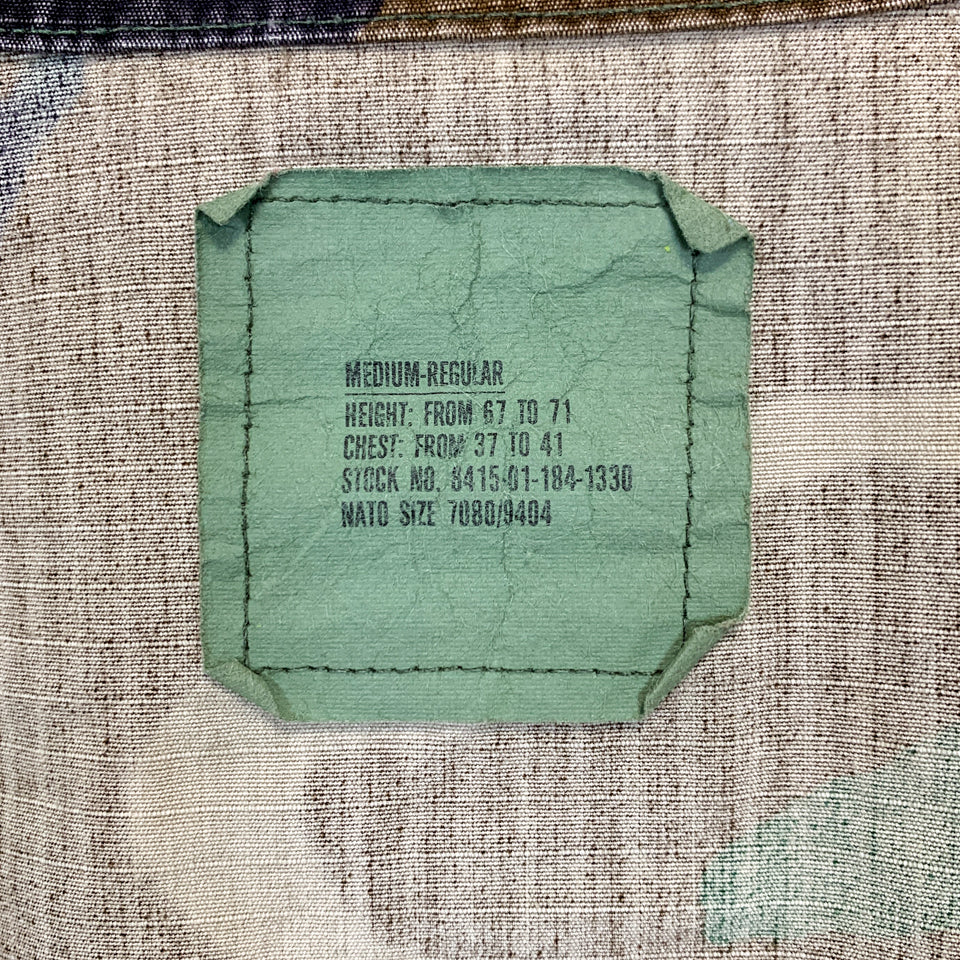 MEDIUM-REGULAR
HEIGHT: FROM 67 TO 71
CHEST: FROM 37 TO 41
STOCK NO. 8415-01-184-1330
NATO SIZE 7080/9404